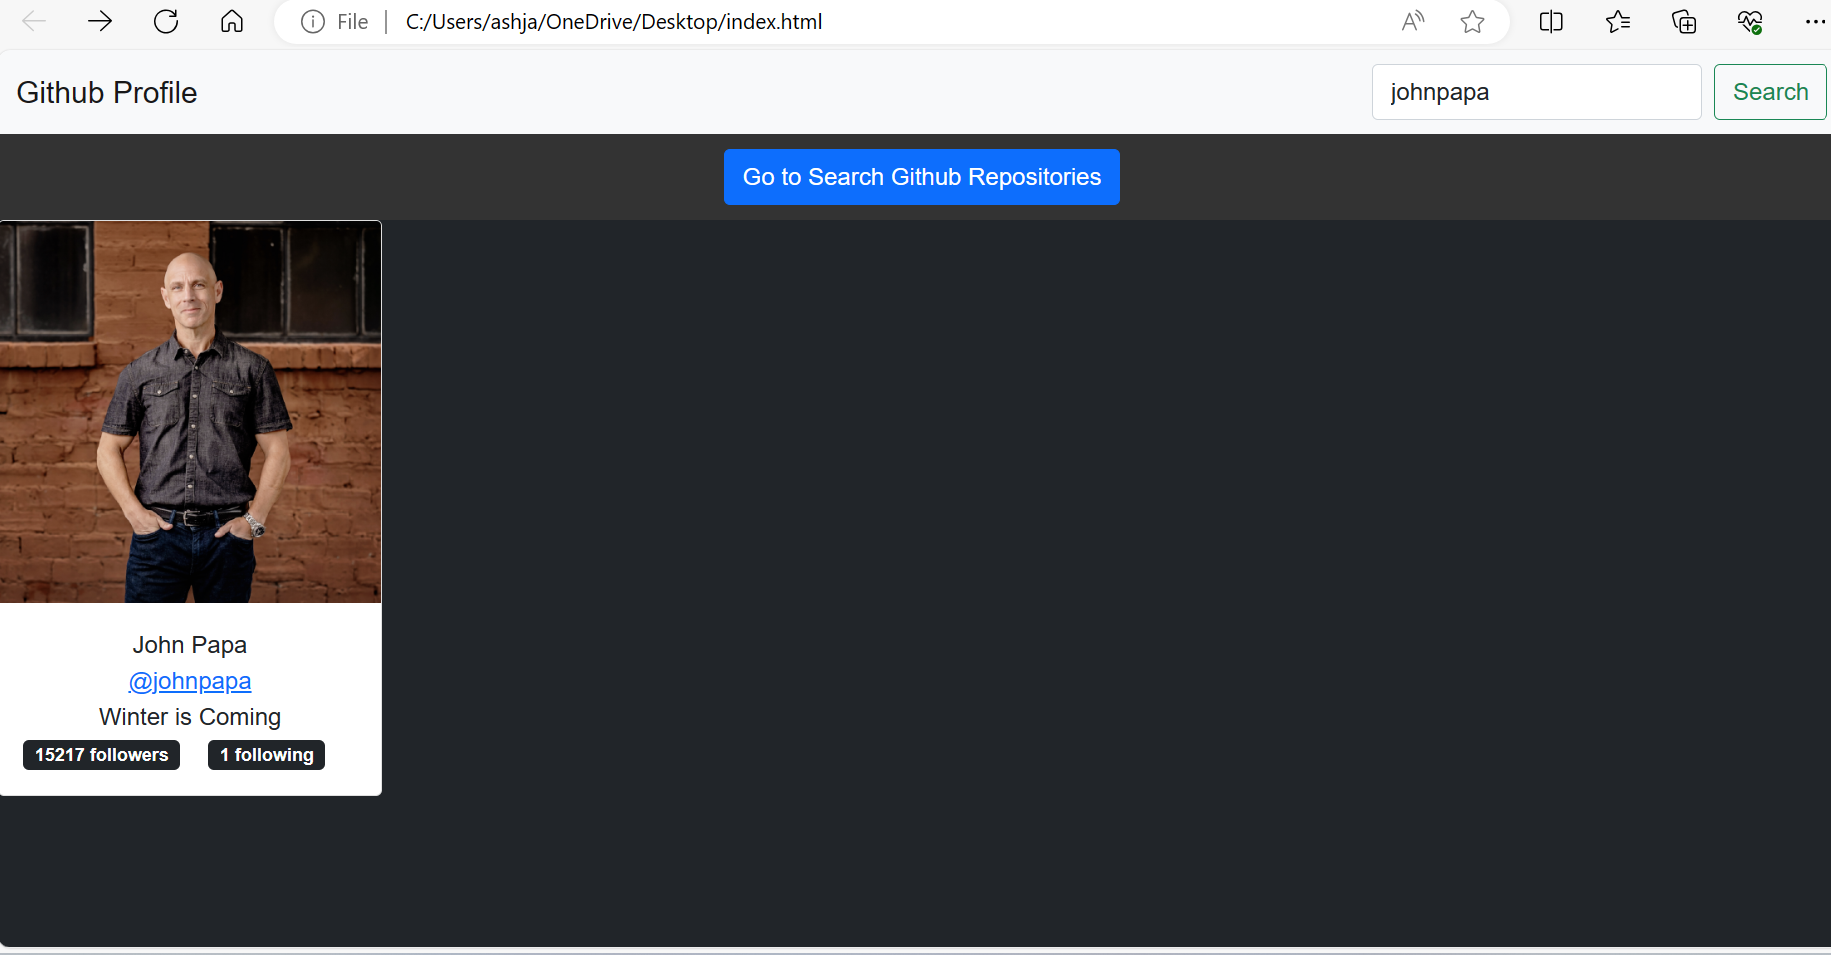 File | C:/Users/ashja/OneDrive/Desktop/index.html
Github Profile
johnpapa
Search
Go to Search Github Repositories
John Papa
@johnpapa
Winter is Coming
15217 followers
1 following